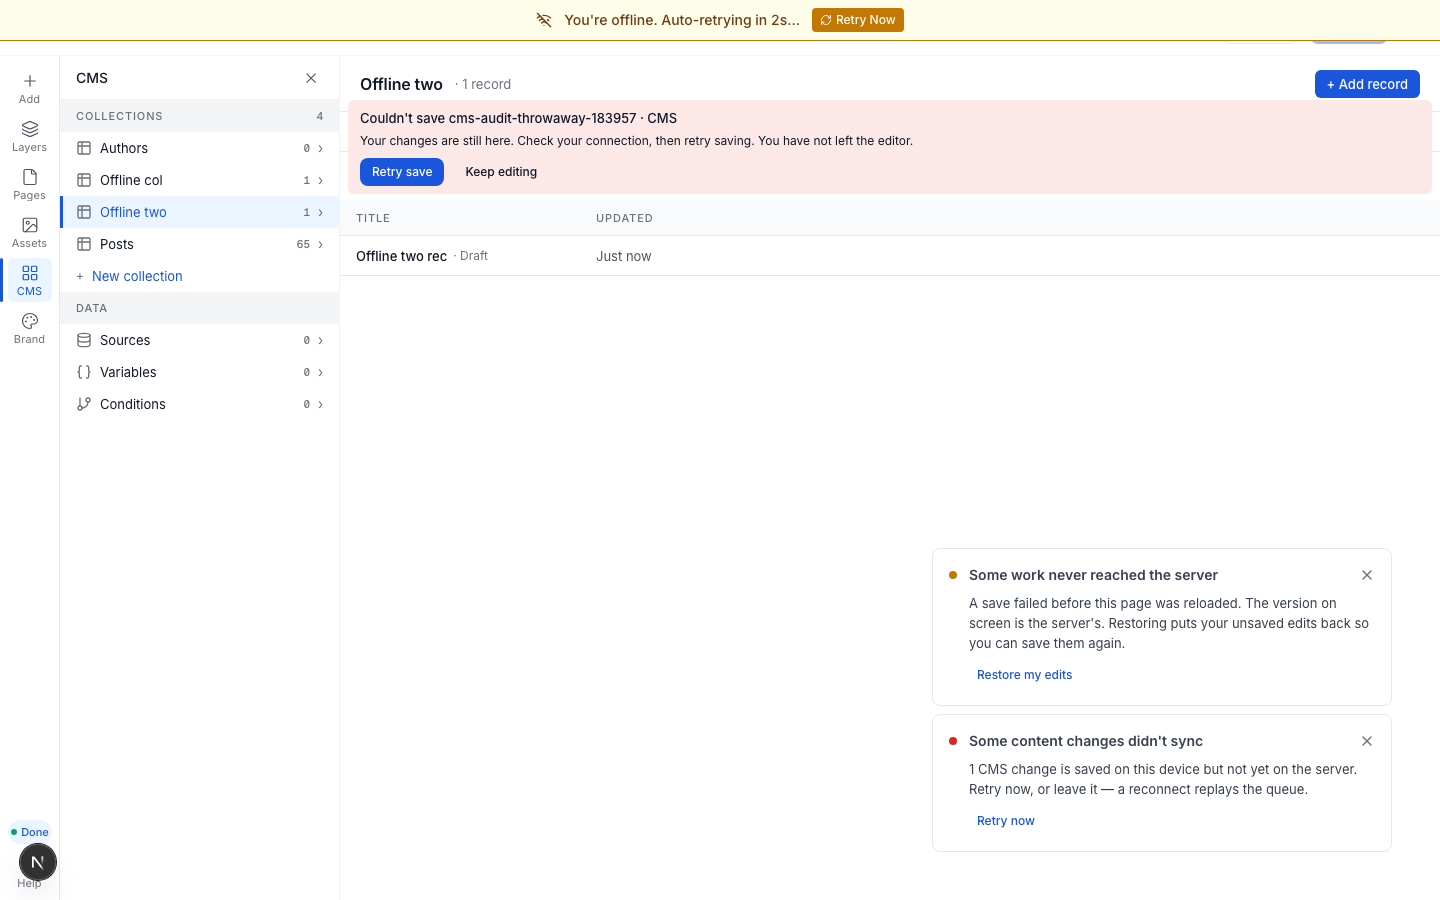 You're offline. Auto-retrying in 2s...
Retry Now
Add
Layers
Pages
Assets
CMS
Brand
Done
N
Help
CMS
COLLECTIONS 4
Authors 0
Offline col 1
Offline two 1
Posts 65
+ New collection
DATA
Sources 0
Variables 0
Conditions 0
Offline two · 1 record
+ Add record
Couldn't save cms-audit-throwaway-183957 · CMS
Your changes are still here. Check your connection, then retry saving. You have not left the editor.
Retry save Keep editing
TITLE UPDATED
Offline two rec · Draft Just now
Some work never reached the server
A save failed before this page was reloaded. The version on
screen is the server's. Restoring puts your unsaved edits back so
you can save them again.
Restore my edits
Some content changes didn't sync
1 CMS change is saved on this device but not yet on the server.
Retry now, or leave it — a reconnect replays the queue.
Retry now